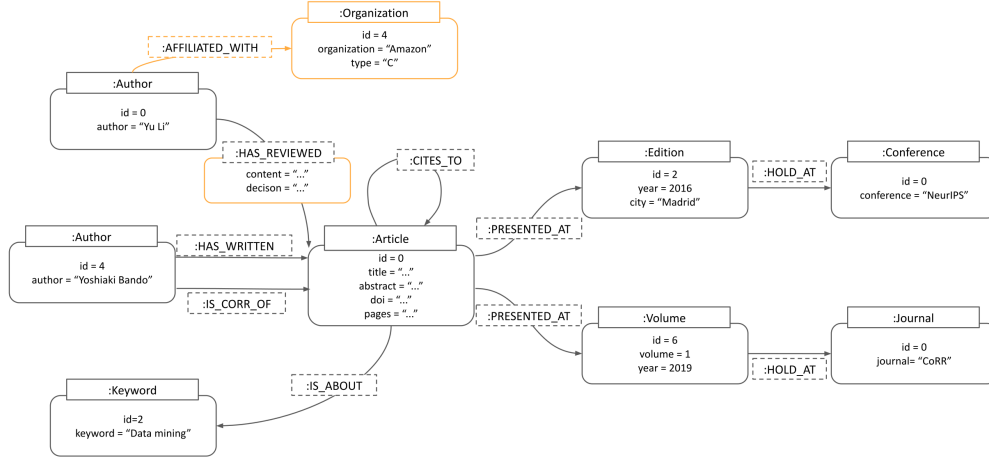 :Organization
id = 4
organization = “Amazon”
type = “C”
:AFFILIATED_WITH
:Author
id = 0
author = “Yu Li”
:HAS_REVIEWED
content = “...”
decison = “...”
:CITES_TO
:Edition
id = 2
year = 2016
city = “Madrid”
:HOLD_AT
:Conference
id = 0
conference = “NeurIPS”
:PRESENTED_AT
:Author
id = 4
author = “Yoshiaki Bando”
:HAS_WRITTEN
:IS_CORR_OF
:Article
id = 0
title = “...”
abstract = “...”
doi = “...”
pages = “...”
:PRESENTED_AT
:Volume
id = 6
volume = 1
year = 2019
:HOLD_AT
:Journal
id = 0
journal= “CoRR”
:IS_ABOUT
:Keyword
id=2
keyword = “Data mining”